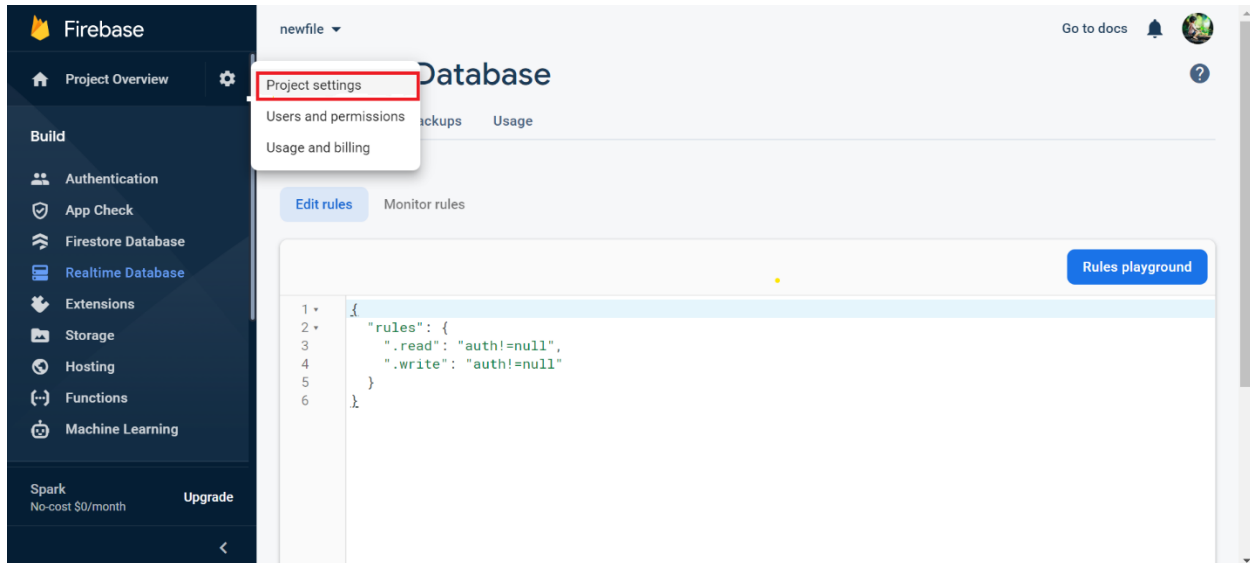 Firebase
Project Overview
Build
Authentication
App Check
Firestore Database
Realtime Database
Extensions
Storage
Hosting
Functions
Machine Learning
Spark
No-cost $0/month
Upgrade
newfile
Go to docs
Database
Project settings
Users and permissions
Usage and billing
ackups
Usage
Edit rules
Monitor rules
Rules playground
1 {
2 "rules": {
3 ".read": "auth!=null",
4 ".write": "auth!=null"
5 }
6 }